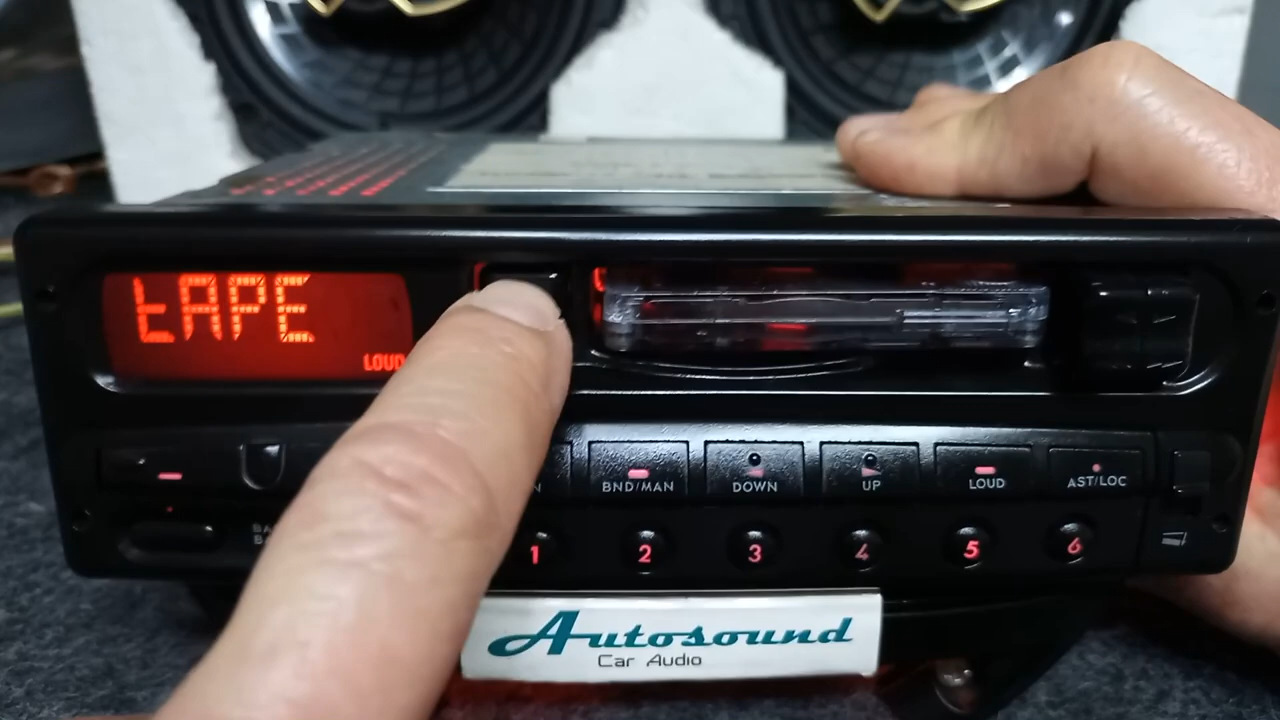 tAPE
LOUD
BND/MAN
DOWN
UP
LOUD
AST/LOC
1
2
3
4
5
6
Autosound
Car Audio